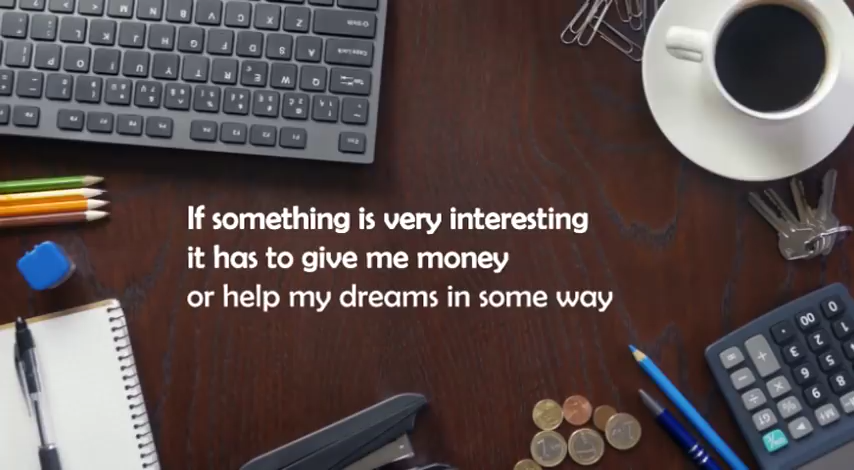 If something is very interesting
it has to give me money
or help my dreams in some way